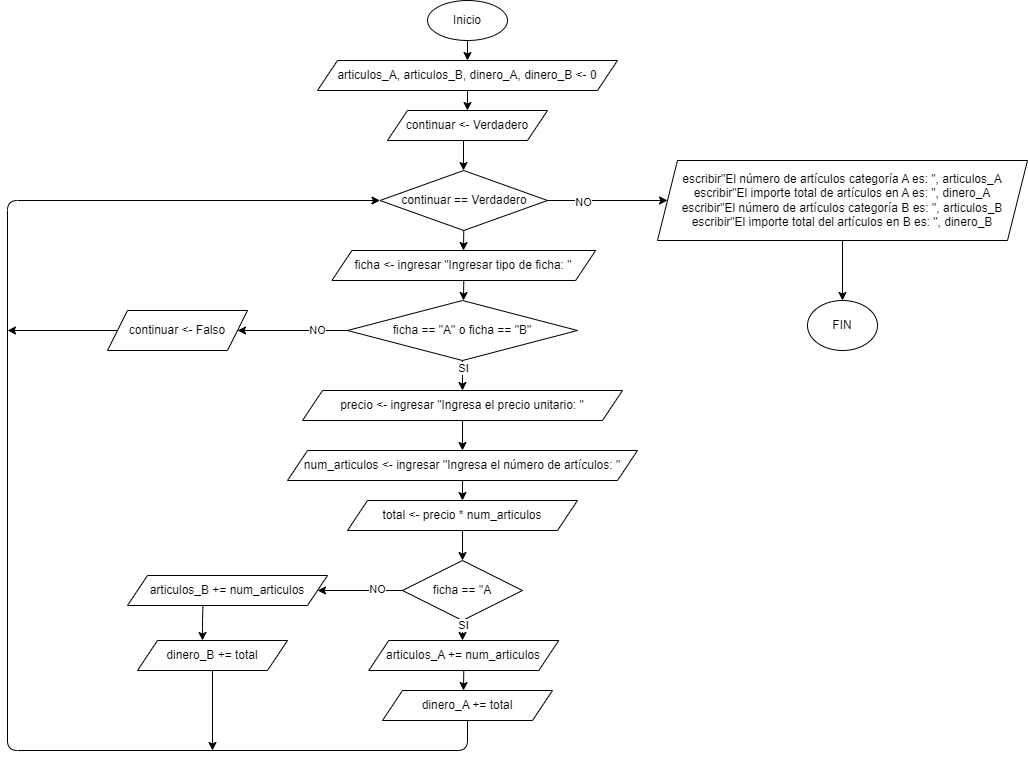 Inicio
articulos_A, articulos_B, dinero_A, dinero_B <- 0
continuar <- Verdadero
continuar == Verdadero
NO
escribir"El número de artículos categoría A es: ", articulos_A
escribir"El importe total de artículos en A es: ", dinero_A
escribir"El número de artículos categoría B es: ", articulos_B
escribir"El importe total del artículos en B es: ", dinero_B
FIN
ficha <- ingresar "Ingresar tipo de ficha: "
ficha == "A" o ficha == "B"
NO
continuar <- Falso
SI
precio <- ingresar "Ingresa el precio unitario: "
num_articulos <- ingresar "Ingresa el número de artículos: "
total <- precio * num_articulos
ficha == "A
NO
articulos_B += num_articulos
dinero_B += total
SI
articulos_A += num_articulos
dinero_A += total